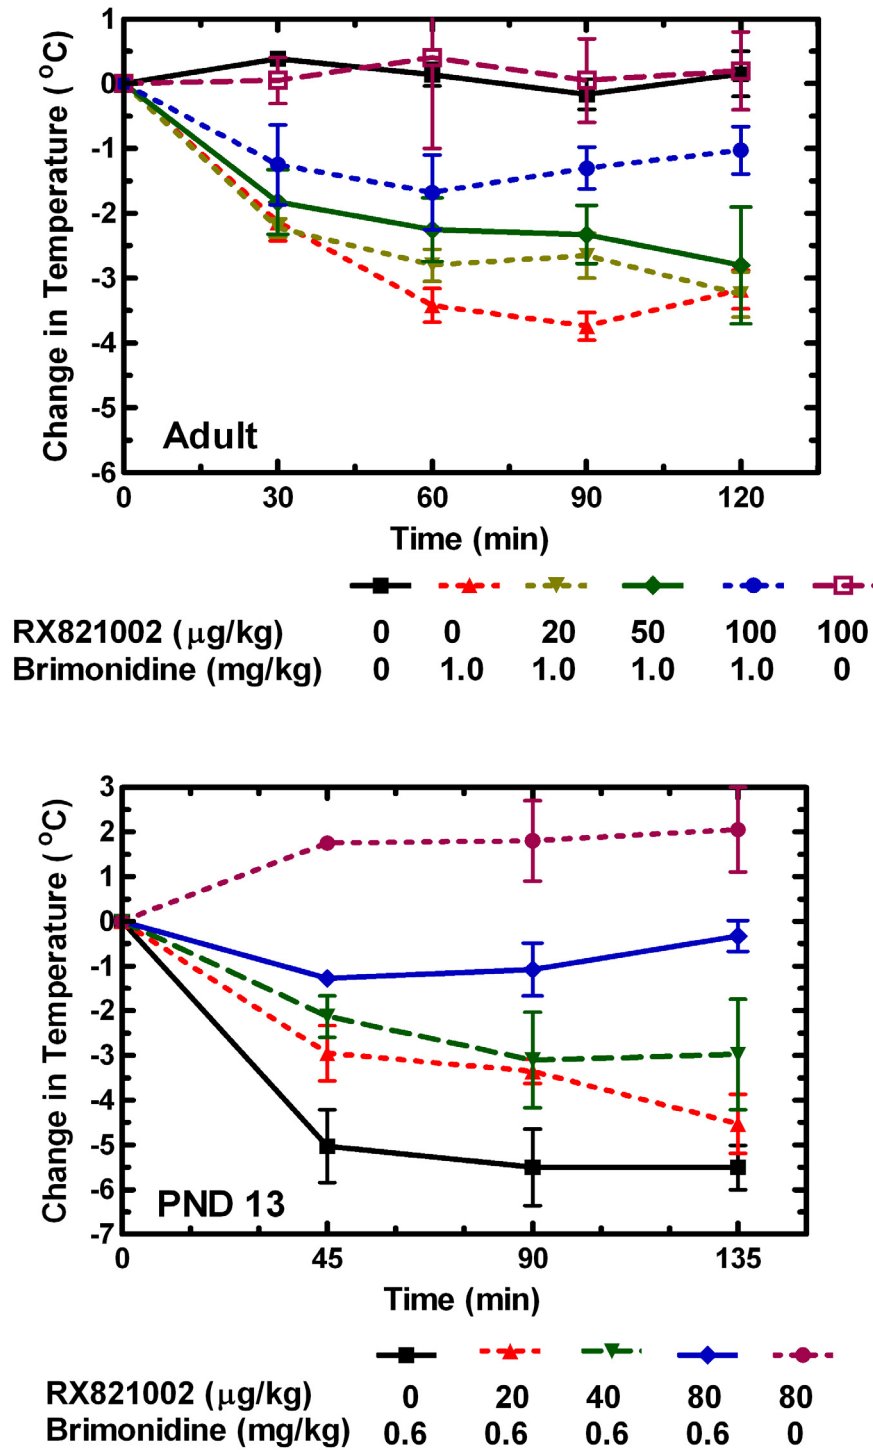 1
0
-1
-2
-3
-4
-5
-6
Change in Temperature (°C)
Adult
0 30 60 90 120
Time (min)
RX821002 (μg/kg) 0 0 20 50 100 100
Brimonidine (mg/kg) 0 1.0 1.0 1.0 1.0 0
3
2
1
0
-1
-2
-3
-4
-5
-6
-7
Change in Temperature (°C)
PND 13
0 45 90 135
Time (min)
RX821002 (μg/kg) 0 20 40 80 80
Brimonidine (mg/kg) 0.6 0.6 0.6 0.6 0